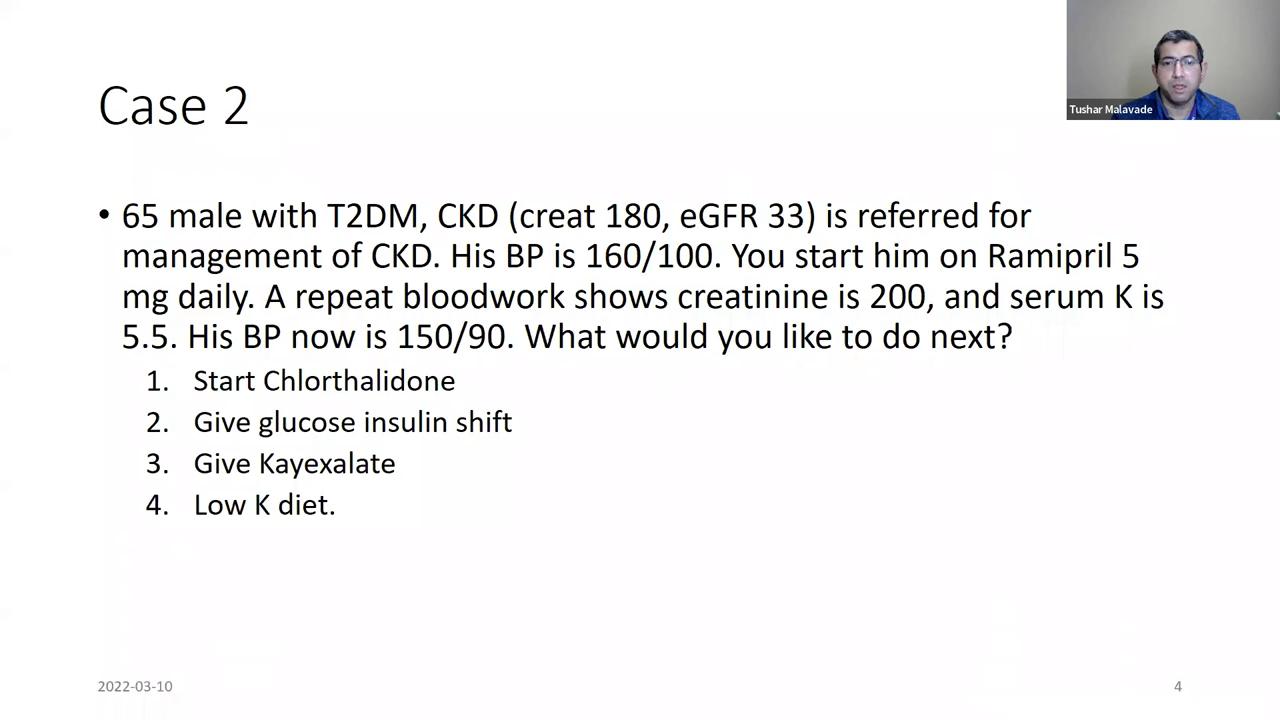 Tushar Malavade
Case 2
• 65 male with T2DM, CKD (creat 180, eGFR 33) is referred for
management of CKD. His BP is 160/100. You start him on Ramipril 5
mg daily. A repeat bloodwork shows creatinine is 200, and serum K is
5.5. His BP now is 150/90. What would you like to do next?
1. Start Chlorthalidone
2. Give glucose insulin shift
3. Give Kayexalate
4. Low K diet.
2022-03-10
4